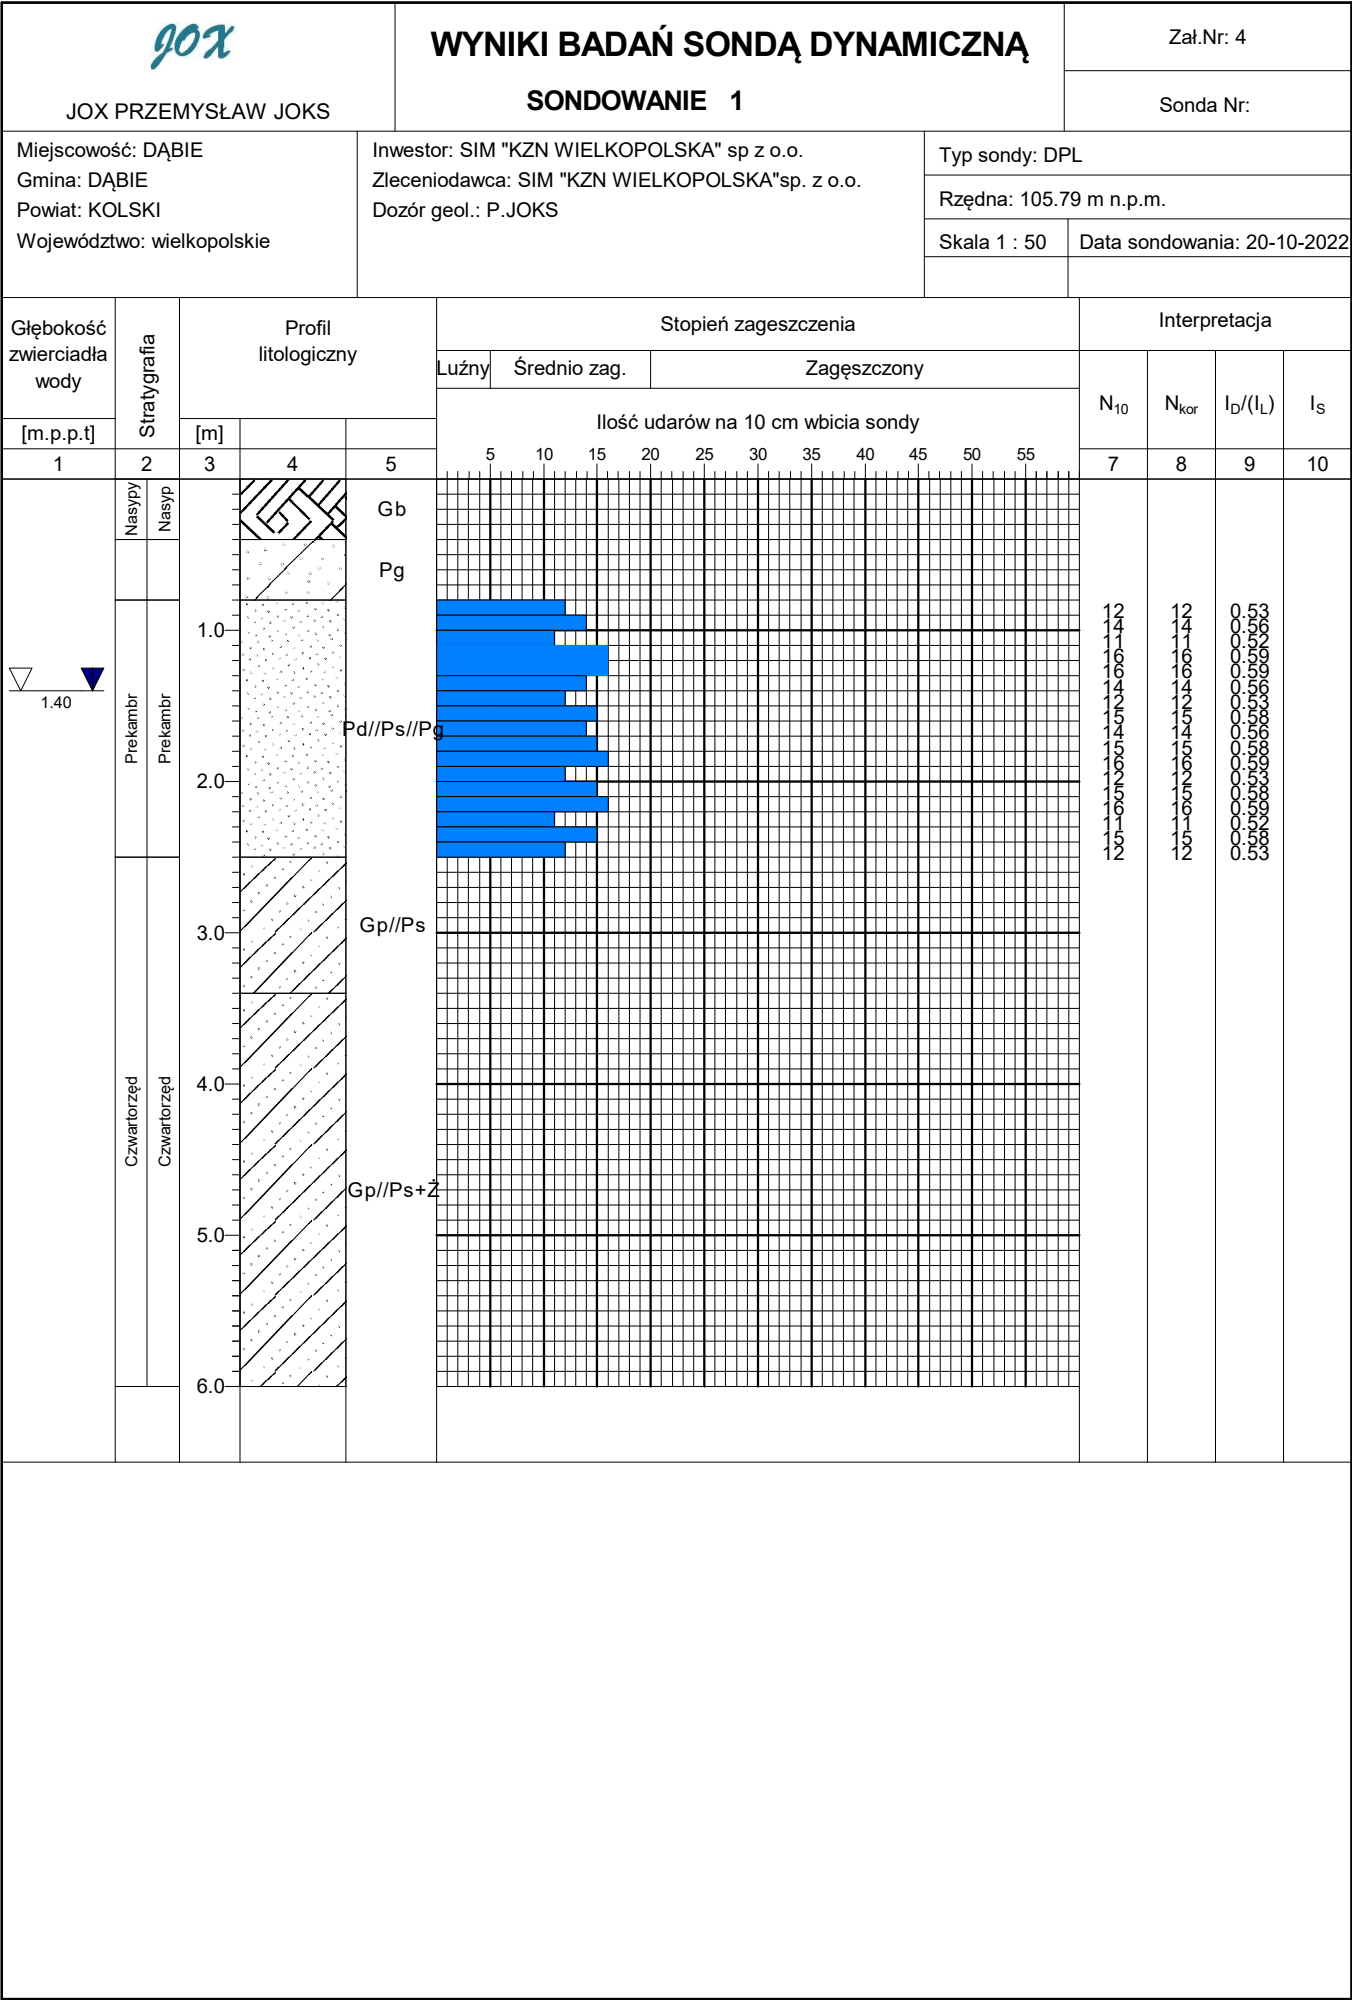 JOX
JOX PRZEMYSŁAW JOKS
WYNIKI BADAŃ SONDĄ DYNAMICZNĄ
SONDOWANIE 1
Zał.Nr: 4
Sonda Nr:
Miejscowość: DĄBIE
Gmina: DĄBIE
Powiat: KOLSKI
Województwo: wielkopolskie
Inwestor: SIM "KZN WIELKOPOLSKA" sp z o.o.
Zleceniodawca: SIM "KZN WIELKOPOLSKA"sp. z o.o.
Dozór geol.: P.JOKS
Typ sondy: DPL
Rzędna: 105.79 m n.p.m.
Skala 1 : 50 Data sondowania: 20-10-2022
Głębokość
zwierciadła
wody
[m.p.p.t]
Stratygrafia
Profil
litologiczny
[m]
Stopień zageszczenia
Luźny Średnio zag. Zagęszczony
Ilość udarów na 10 cm wbicia sondy
5 10 15 20 25 30 35 40 45 50 55
Interpretacja
N10 Nkor ID/(IL) IS
1 2 3 4 5 7 8 9 10
Nasypy Nasyp
Gb
Pg
12 12 0.53
1.0 14 14 0.56
11 11 0.52
16 16 0.59
16 16 0.59
14 14 0.56
1.40
12 12 0.53
15 15 0.58
Prekambr Prekambr
Pd//Ps//Pg
14 14 0.56
15 15 0.58
16 16 0.59
2.0 12 12 0.53
15 15 0.58
16 16 0.59
11 11 0.52
15 15 0.58
12 12 0.53
Gp//Ps
3.0
4.0
Czwartorzęd Czwartorzęd
Gp//Ps+Ż
5.0
6.0